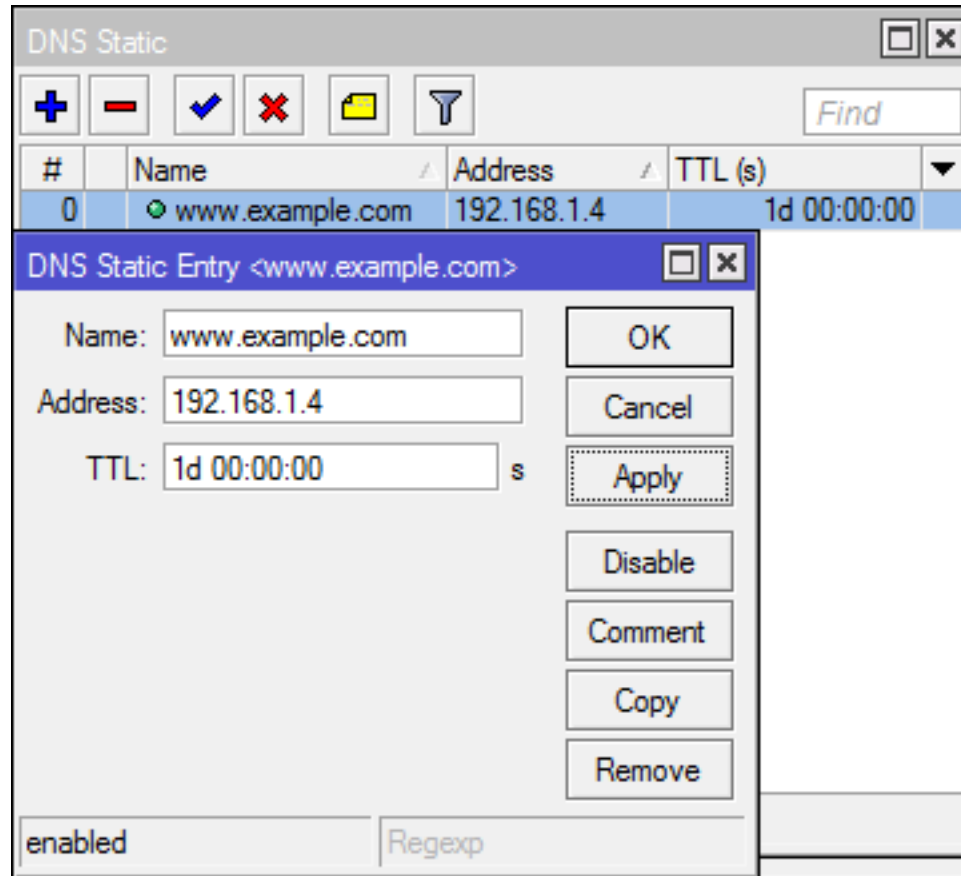 DNS Static
Find
# Name Address TTL (s)
0 www.example.com 192.168.1.4 1d 00:00:00
DNS Static Entry <www.example.com>
Name: www.example.com OK
Address: 192.168.1.4 Cancel
TTL: 1d 00:00:00 s Apply
Disable
Comment
Copy
Remove
enabled Regexp